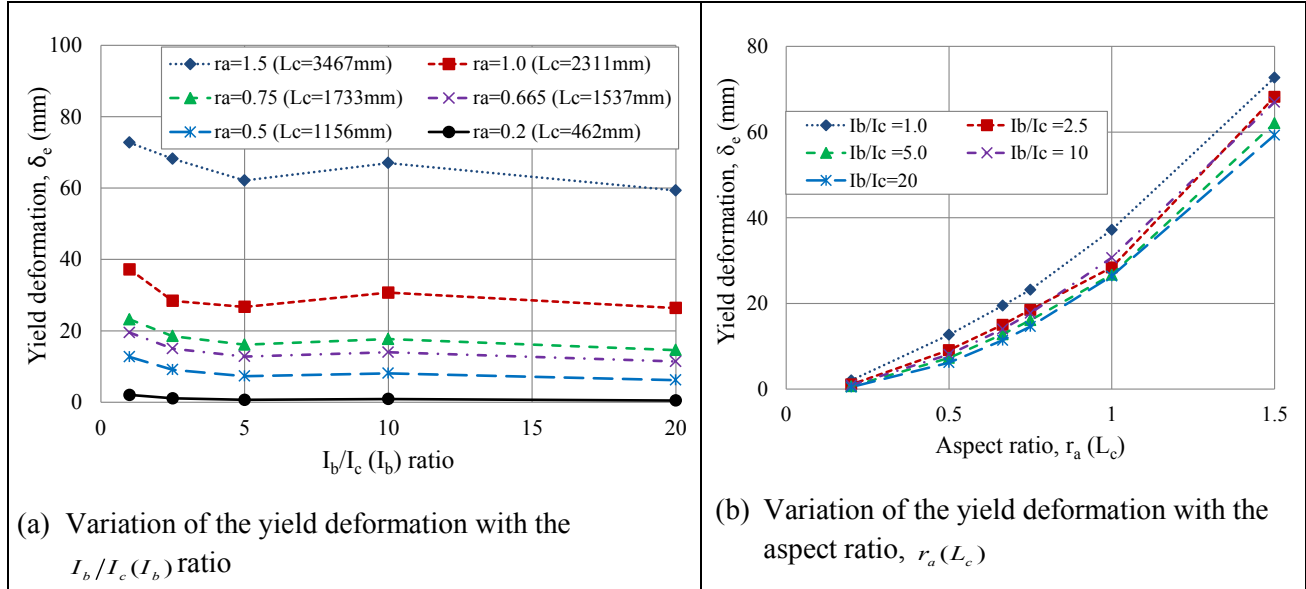 100
80
60
40
20
0
Yield deformation, δe (mm)
ra=1.5 (Lc=3467mm) ra=1.0 (Lc=2311mm)
ra=0.75 (Lc=1733mm) ra=0.665 (Lc=1537mm)
ra=0.5 (Lc=1156mm) ra=0.2 (Lc=462mm)
0 5 10 15 20
Ib/Ic (Ib) ratio
(a) Variation of the yield deformation with the
Ib/Ic(Ib) ratio
80
70
60
50
40
30
20
10
0
Yield deformation, δe (mm)
Ib/Ic =1.0 Ib/Ic =2.5
Ib/Ic =5.0 Ib/Ic = 10
Ib/Ic=20
0 0.5 1 1.5
Aspect ratio, ra (Lc)
(b) Variation of the yield deformation with the
aspect ratio, ra(Lc)